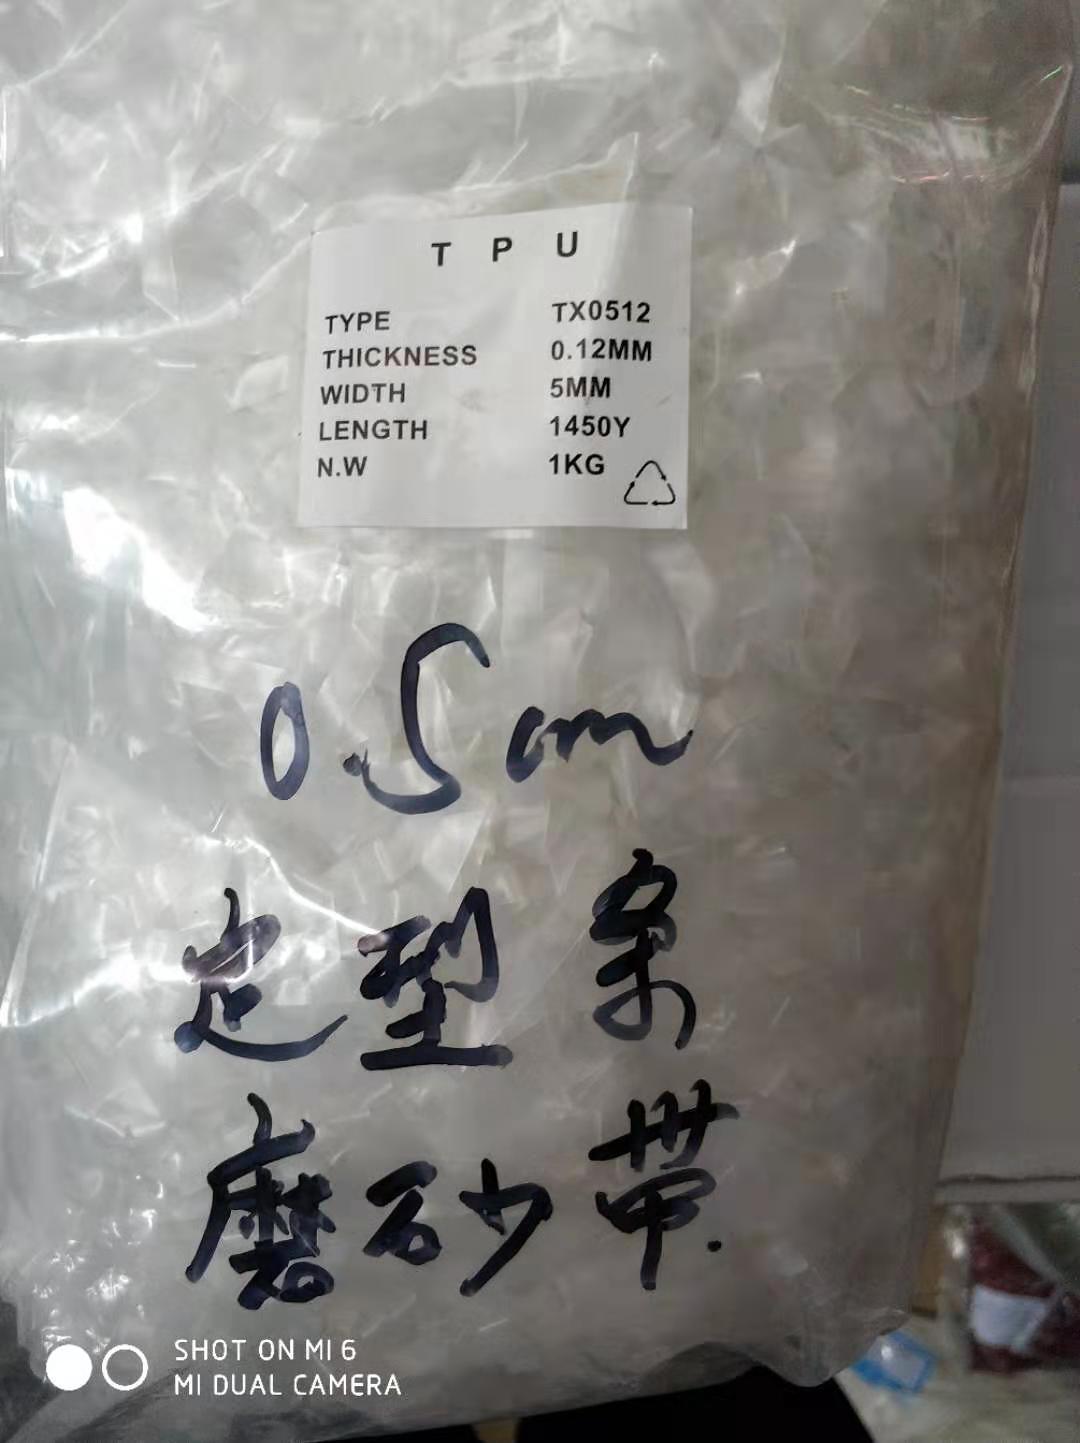 T P U
TYPE TX0512
THICKNESS 0.12MM
WIDTH 5MM
LENGTH 1450Y
N.W 1KG
0.5cm
定型条
磨砂带.
SHOT ON MI 6
MI DUAL CAMERA